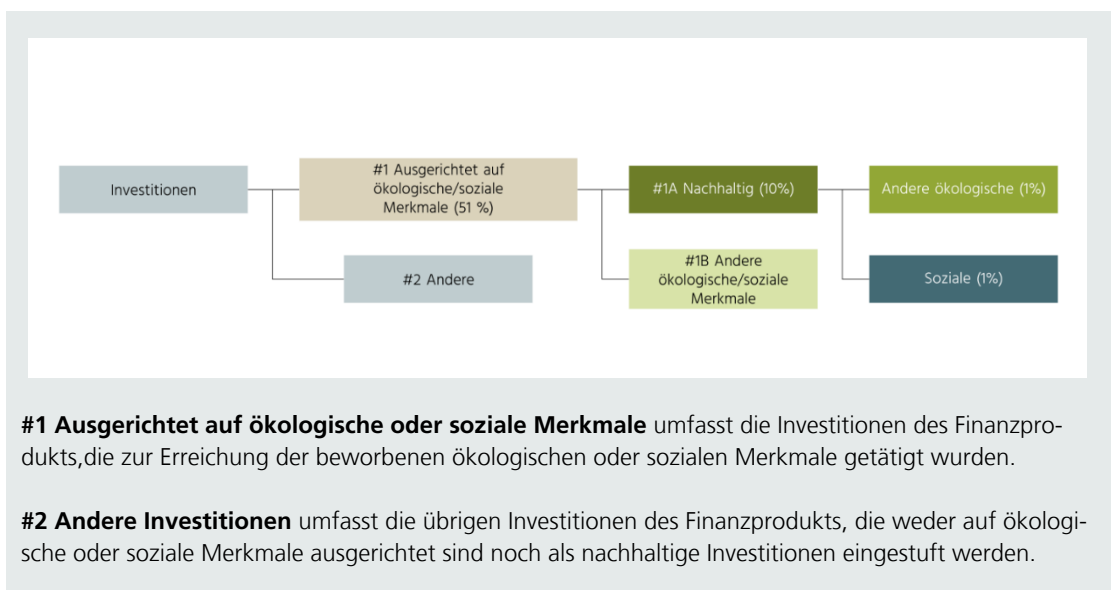 Investitionen
#1 Ausgerichtet auf
ökologische/soziale
Merkmale (51 %)
#1A Nachhaltig (10%)
Andere ökologische (1%)
#2 Andere
#1B Andere
ökologische/soziale
Merkmale
Soziale (1%)
#1 Ausgerichtet auf ökologische oder soziale Merkmale umfasst die Investitionen des Finanzpro-
dukts,die zur Erreichung der beworbenen ökologischen oder sozialen Merkmale getätigt wurden.
#2 Andere Investitionen umfasst die übrigen Investitionen des Finanzprodukts, die weder auf ökologi-
sche oder soziale Merkmale ausgerichtet sind noch als nachhaltige Investitionen eingestuft werden.